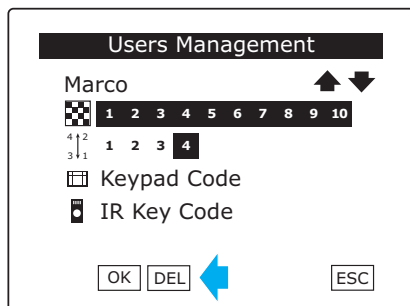 Users Management
Marco
1 2 3 4 5 6 7 8 9 10
4 2
3 1
1 2 3 4
Keypad Code
IR Key Code
OK DEL ESC